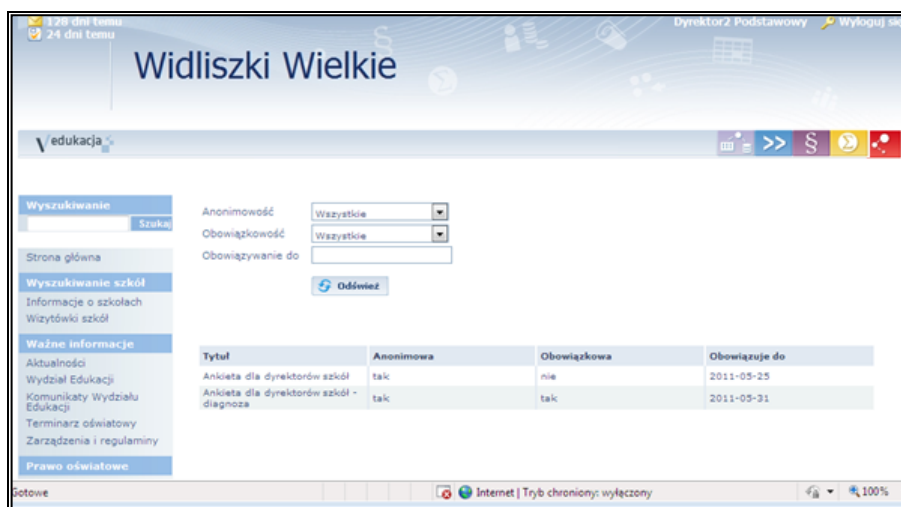 128 dni temu
24 dni temu
Dyrektor2 Podstawowy Wyloguj się
Widliszki Wielkie
Vedukacja
>> § Σ
Wyszukiwanie
Szukaj
Strona główna
Wyszukiwanie szkół
Informacje o szkołach
Wizytówki szkół
Ważne informacje
Aktualności
Wydział Edukacji
Komunikaty Wydziału
Edukacji
Terminarz oświatowy
Zarządzenia i regulaminy
Prawo oświatowe
Anonimowość Wszystkie
Obowiązkowość Wszystkie
Obowiązywanie do
Odśwież
Tytuł Anonimowa Obowiązkowa Obowiązuje do
Ankieta dla dyrektorów szkół tak nie 2011-05-25
Ankieta dla dyrektorów szkół -
diagnoza tak tak 2011-05-31
Gotowe Internet | Tryb chroniony: wyłączony 100%